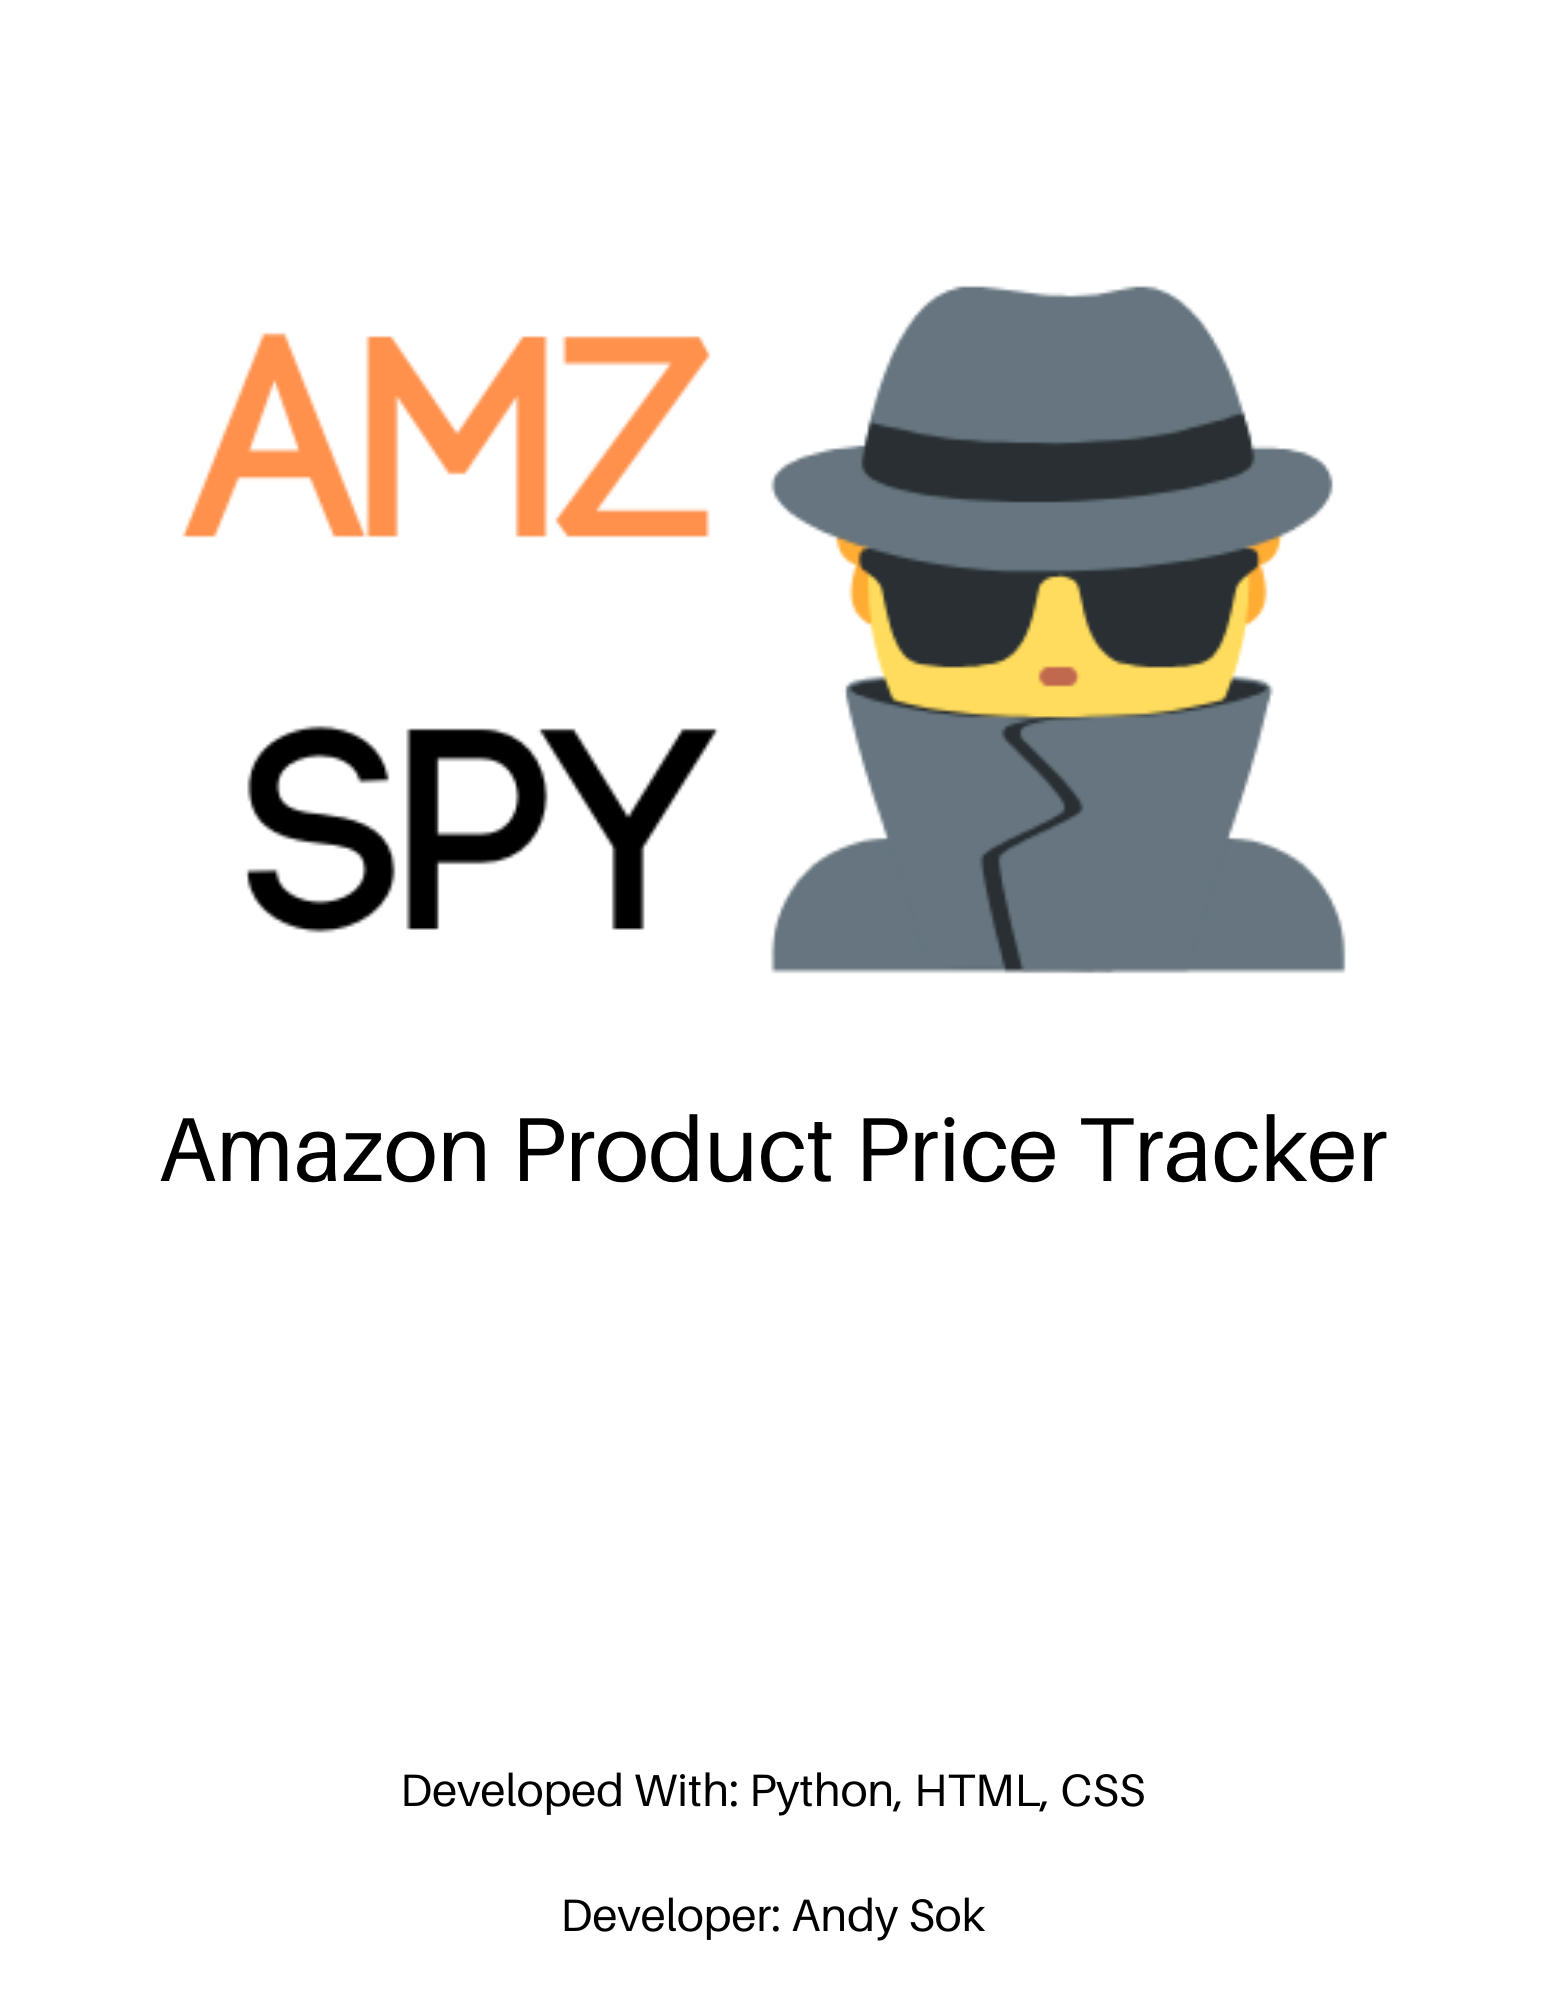 AMZ
SPY
Amazon Product Price Tracker
Developed With: Python, HTML, CSS
Developer: Andy Sok